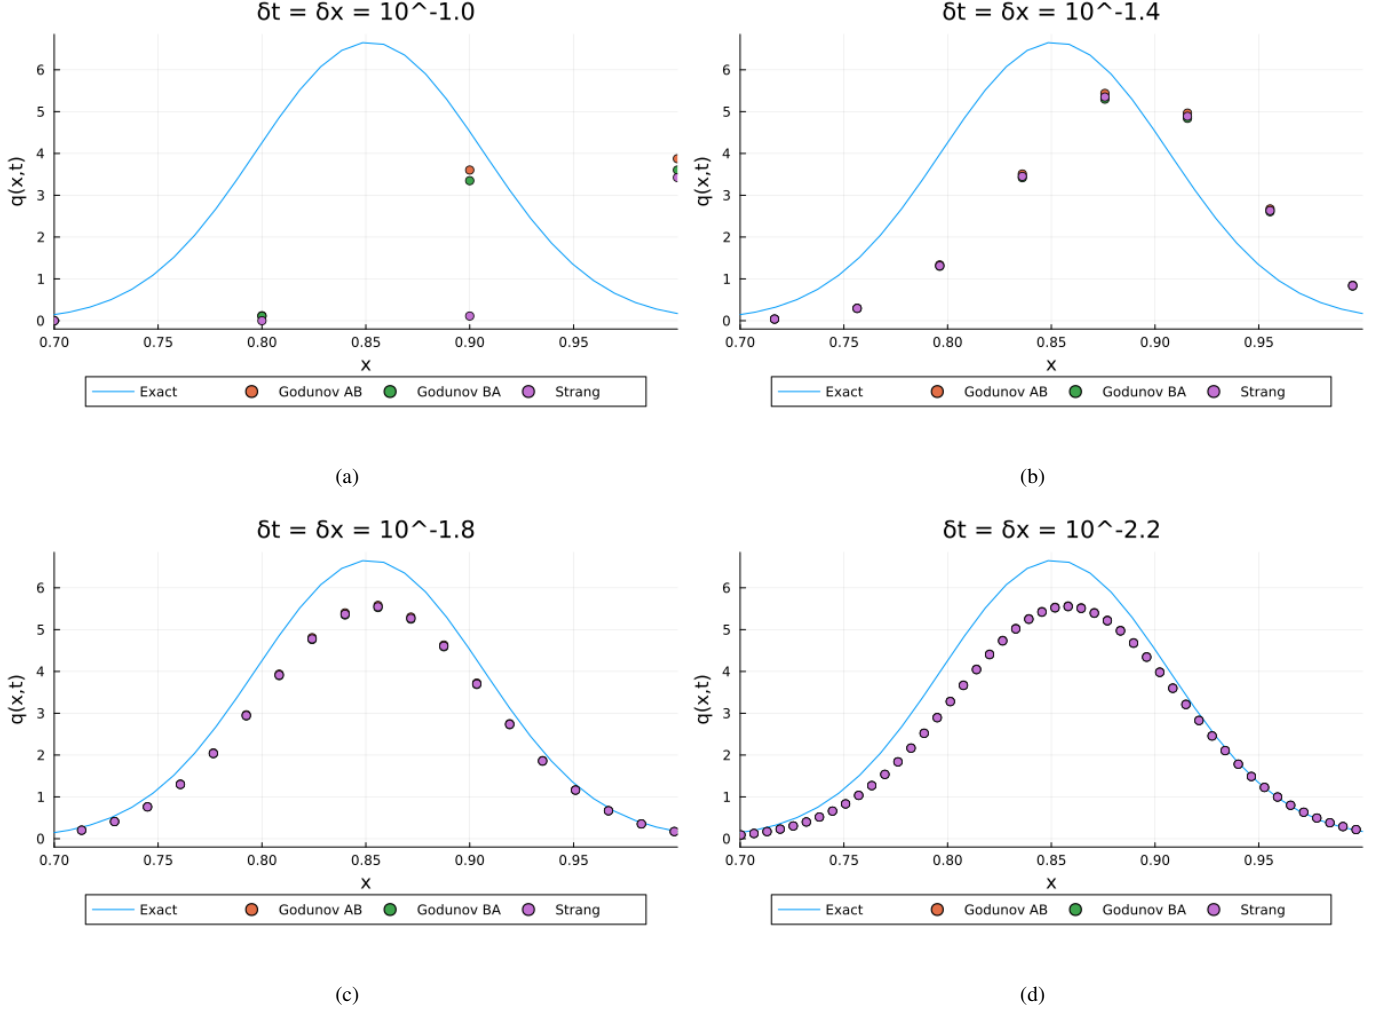 δt = δx = 10^-1.0
q(x,t)
6
5
4
3
2
1
0
0.70 0.75 0.80 0.85 0.90 0.95
x
Exact Godunov AB Godunov BA Strang
(a)
δt = δx = 10^-1.4
q(x,t)
6
5
4
3
2
1
0
0.70 0.75 0.80 0.85 0.90 0.95
x
Exact Godunov AB Godunov BA Strang
(b)
δt = δx = 10^-1.8
q(x,t)
6
5
4
3
2
1
0
0.70 0.75 0.80 0.85 0.90 0.95
x
Exact Godunov AB Godunov BA Strang
(c)
δt = δx = 10^-2.2
q(x,t)
6
5
4
3
2
1
0
0.70 0.75 0.80 0.85 0.90 0.95
x
Exact Godunov AB Godunov BA Strang
(d)